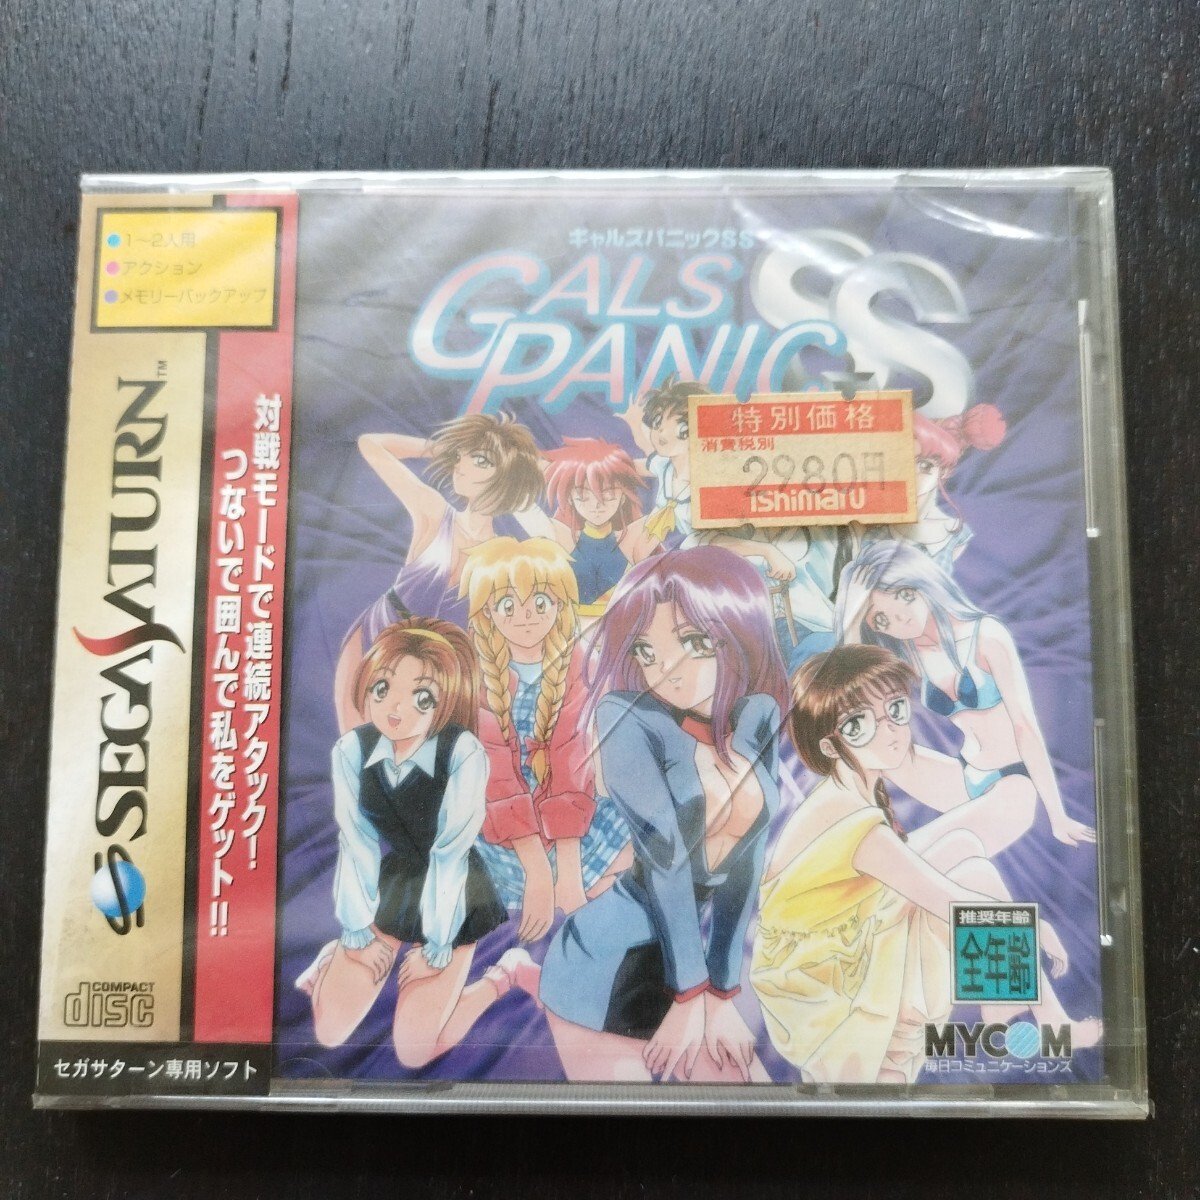 1〜2人用
アクション
メモリーバックアップ
SEGA SATURN™
対戦モードで連続アタック!
つないで囲んで私をゲット!!
COMPACT
disc
セガサターン専用ソフト
ギャルズパニックSS
GALS
PANIC
SS
特別価格
消費税別
2980円
ishimaru
推奨年齢
全年齢
MYCOM
毎日コミュニケーションズ